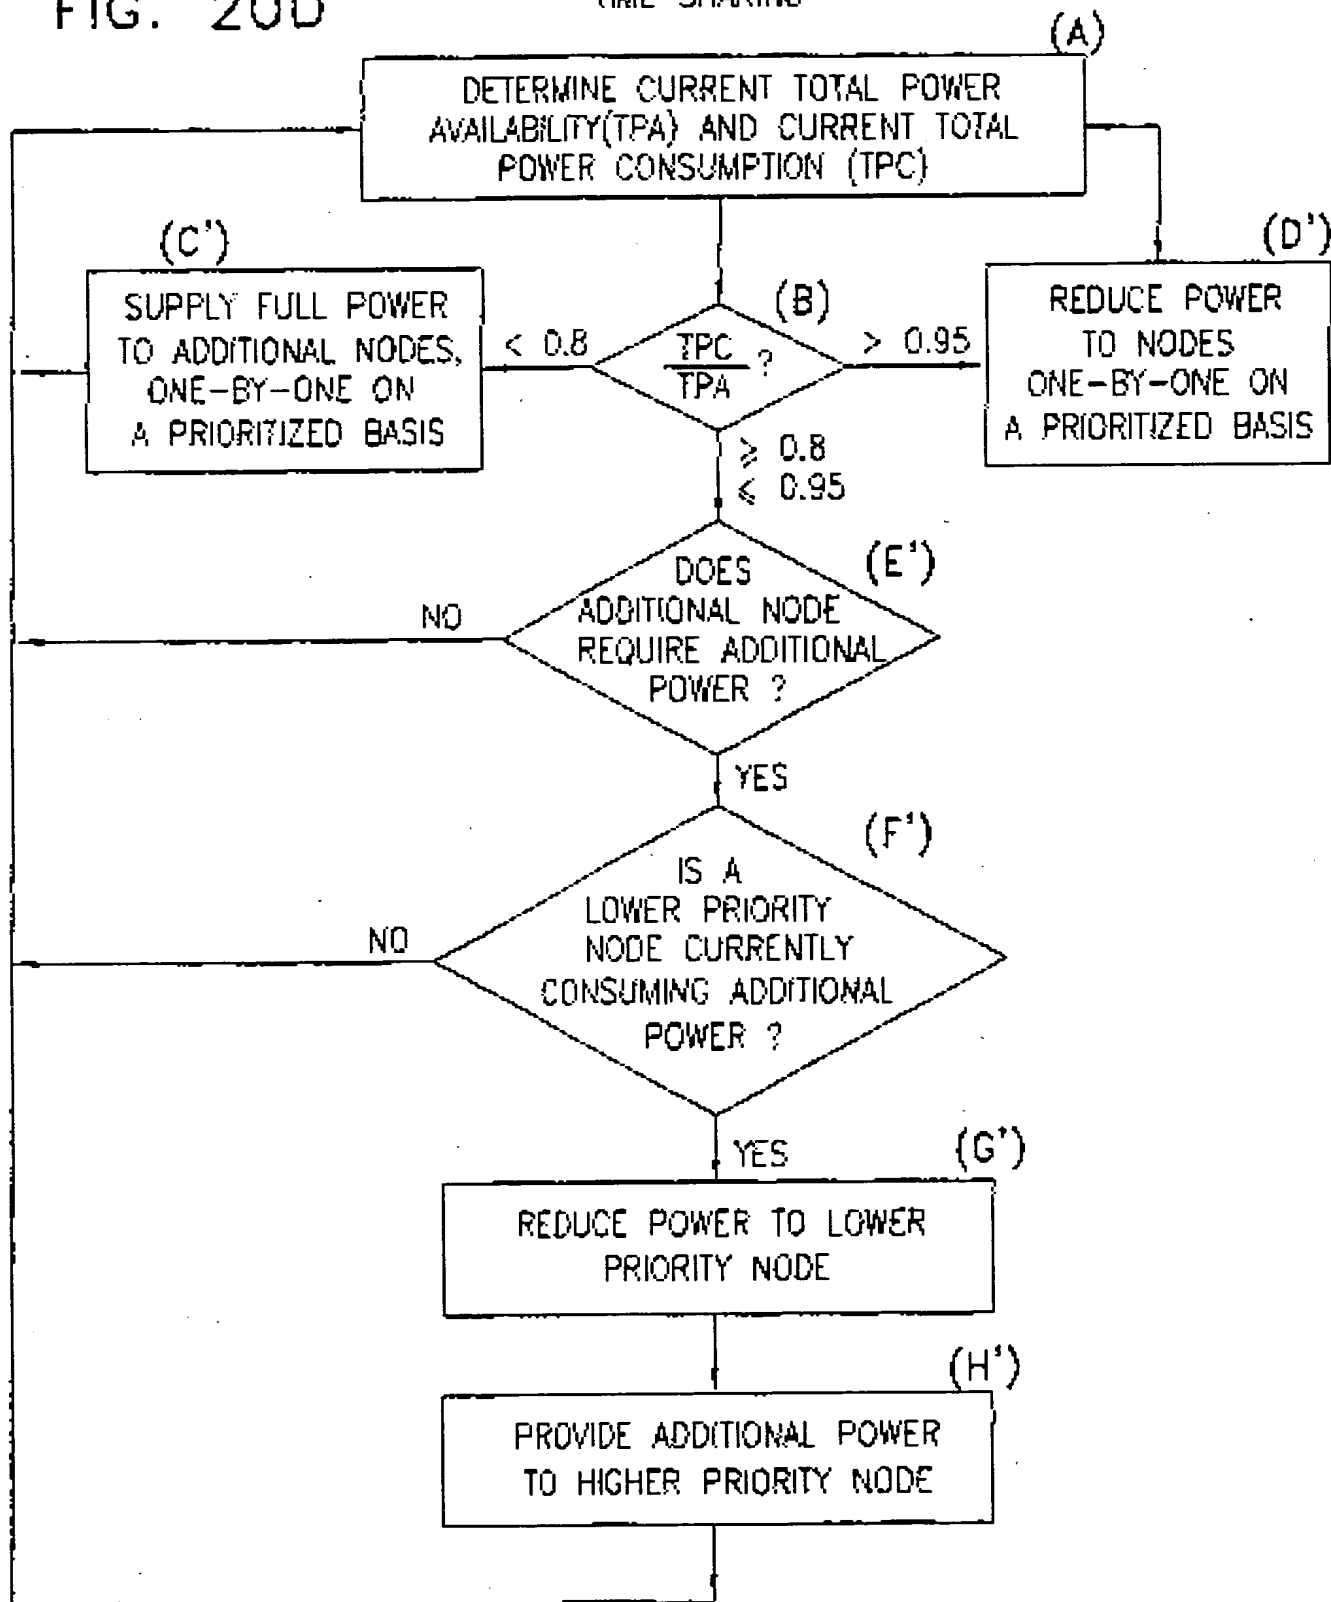 FIG. 20D
SHARING
(A)
DETERMINE CURRENT TOTAL POWER
AVAILABILITY(TPA) AND CURRENT TOTAL
POWER CONSUMPTION (TPC)
(C')
SUPPLY FULL POWER
TO ADDITIONAL NODES,
ONE-BY-ONE ON
A PRIORITIZED BASIS
< 0.8
(B)
TPC
TPA
?
> 0.95
(D')
REDUCE POWER
TO NODES
ONE-BY-ONE ON
A PRIORITIZED BASIS
⩾ 0.8
⩽ 0.95
(E')
DOES
ADDITIONAL NODE
REQUIRE ADDITIONAL
POWER ?
NO
YES
(F')
IS A
LOWER PRIORITY
NODE CURRENTLY
CONSUMING ADDITIONAL
POWER ?
NO
YES
(G')
REDUCE POWER TO LOWER
PRIORITY NODE
(H')
PROVIDE ADDITIONAL POWER
TO HIGHER PRIORITY NODE